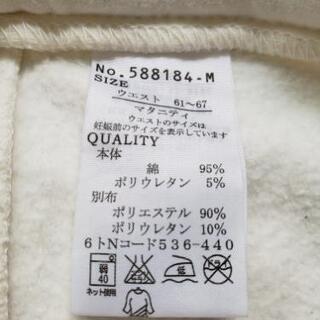 No.588184-M
SIZE
ウエスト 61〜67
マタニティ
ウエストのサイズは
妊娠前のサイズを表示しています
QUALITY
本体
綿 95%
ポリウレタン 5%
別布
ポリエステル 90%
ポリウレタン 10%
6トNコード536-440
弱
40
ドライ
ネット使用